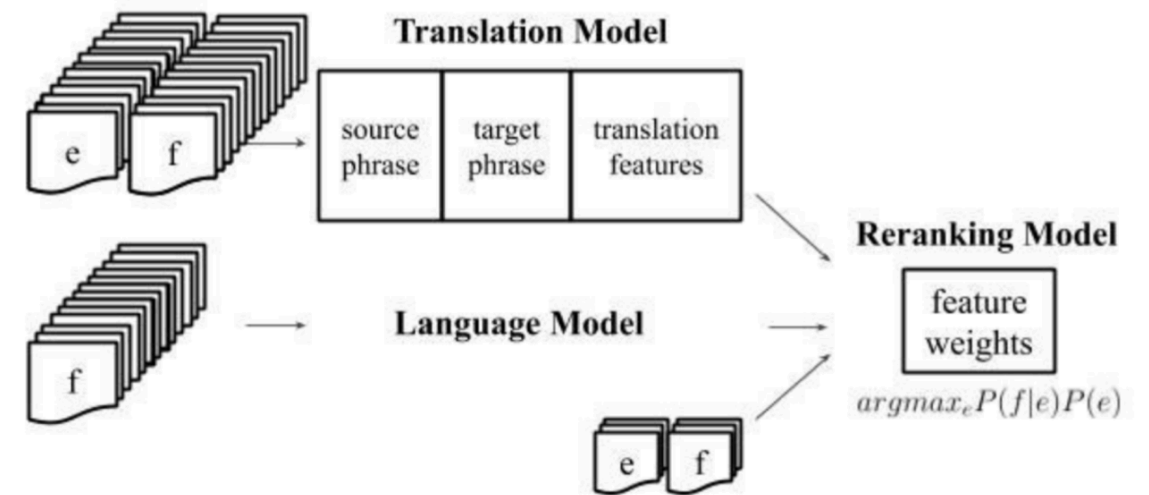 Translation Model
e
f
source
phrase
target
phrase
translation
features
Reranking Model
feature
weights
argmax_e P(f|e)P(e)
f
Language Model
e
f